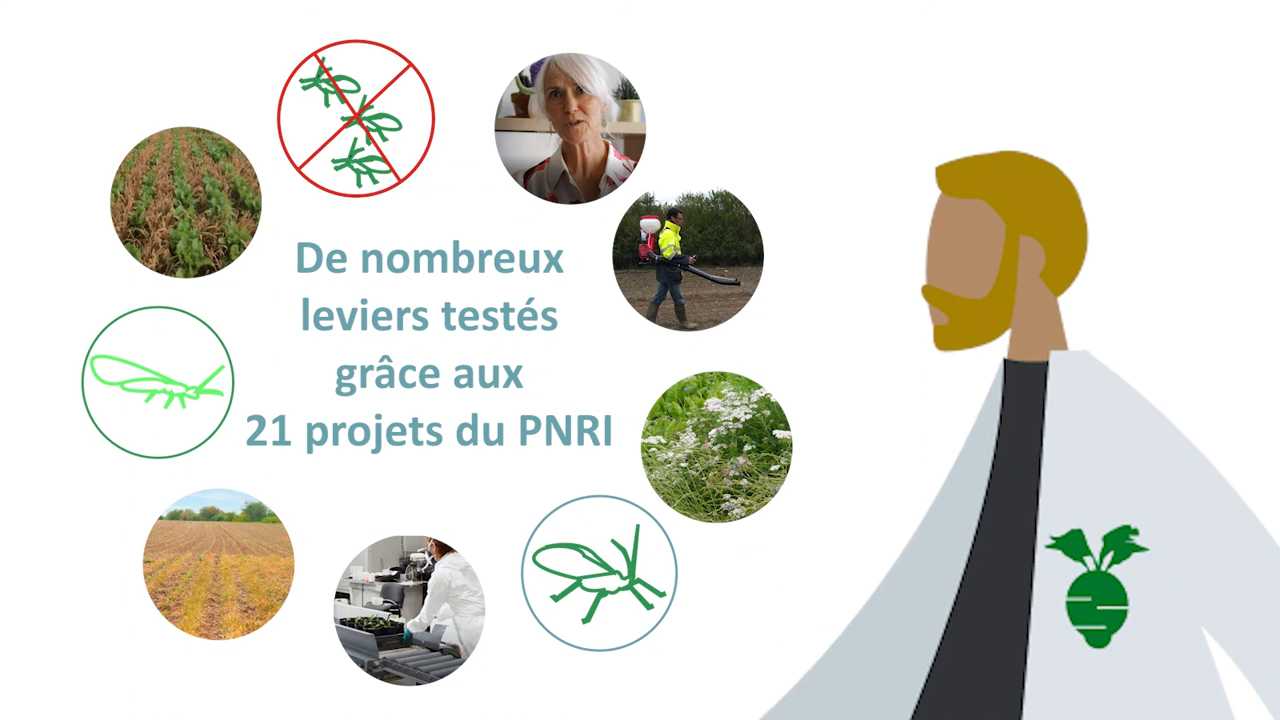 De nombreux
leviers testés
grâce aux
21 projets du PNRI